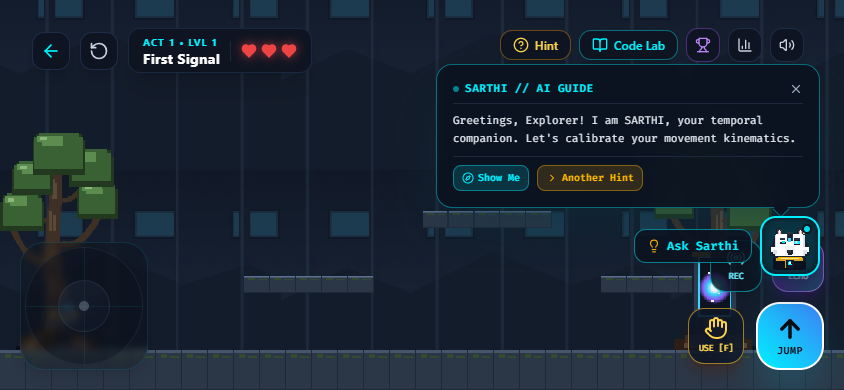 ACT 1 • LVL 1
First Signal
Hint
Code Lab
SARTHI // AI GUIDE
Greetings, Explorer! I am SARTHI, your temporal
companion. Let's calibrate your movement kinematics.
Show Me
Another Hint
Ask Sarthi
REC
ECHO
USE [F]
JUMP